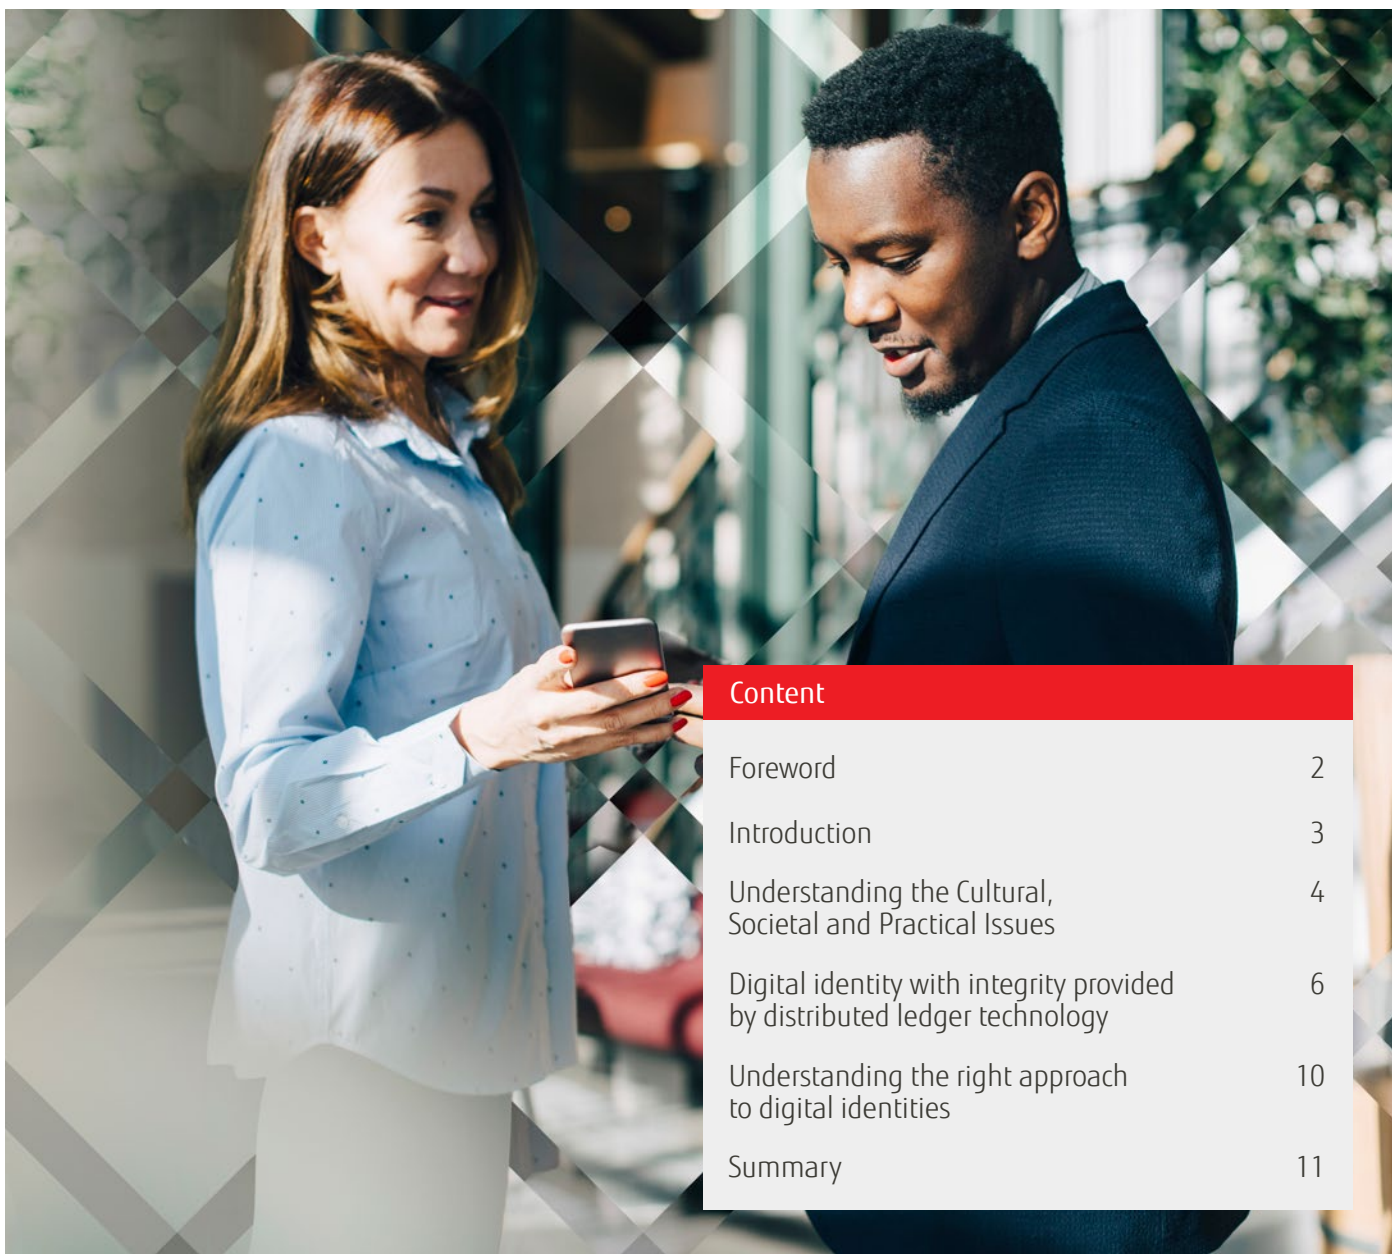 Content
Foreword 2
Introduction 3
Understanding the Cultural, 4
Societal and Practical Issues
Digital identity with integrity provided 6
by distributed ledger technology
Understanding the right approach 10
to digital identities
Summary 11